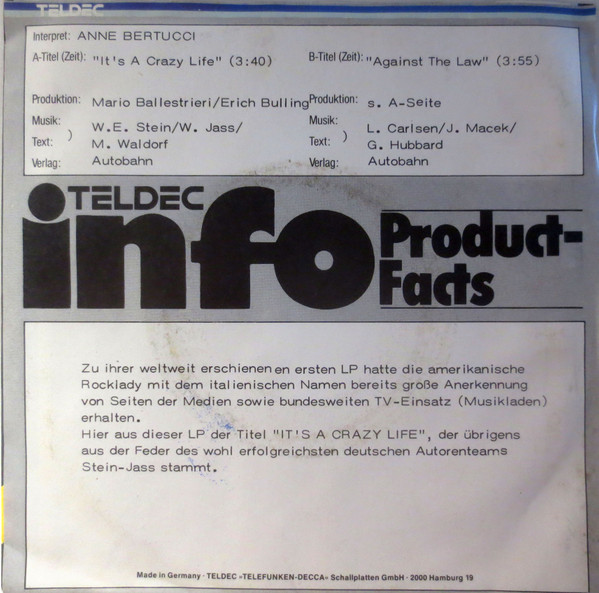 TELDEC
Interpret: ANNE BERTUCCI
A-Titel (Zeit): "It's A Crazy Life" (3:40) B-Titel (Zeit): "Against The Law" (3:55)
Produktion: Mario Ballestrieri/Erich Bulling Produktion: s. A-Seite
Musik: W.E. Stein/W. Jass/ Musik: L. Carlsen/J. Macek/
Text: ) M. Waldorf Text: ) G. Hubbard
Verlag: Autobahn Verlag: Autobahn
TELDEC
info Product-
Facts
Zu ihrer weltweit erschienenen ersten LP hatte die amerikanische
Rocklady mit dem italienischen Namen bereits große Anerkennung
von Seiten der Medien sowie bundesweiten TV-Einsatz (Musikladen)
erhalten.
Hier aus dieser LP der Titel "IT'S A CRAZY LIFE", der übrigens
aus der Feder des wohl erfolgreichsten deutschen Autorenteams
Stein-Jass stammt.
Made in Germany · TELDEC »TELEFUNKEN-DECCA« Schallplatten GmbH · 2000 Hamburg 19